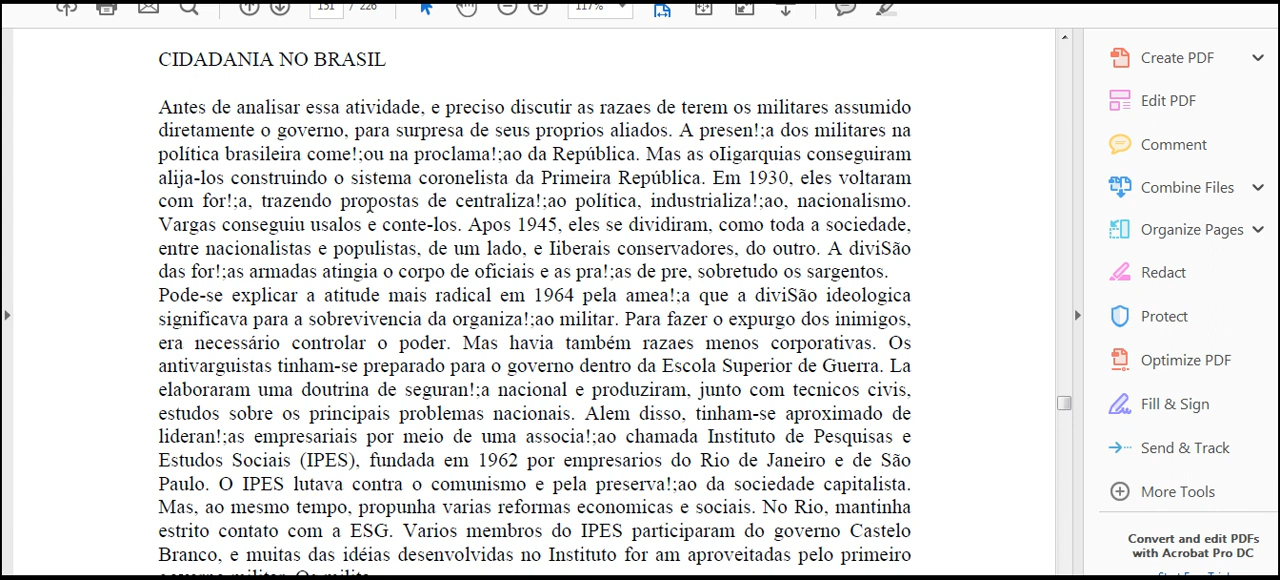 151 / 226
117%
CIDADANIA NO BRASIL
Antes de analisar essa atividade, e preciso discutir as razaes de terem os militares assumido
diretamente o governo, para surpresa de seus proprios aliados. A presen!;a dos militares na
política brasileira come!;ou na proclama!;ao da República. Mas as oIigarquias conseguiram
alija-los construindo o sistema coronelista da Primeira República. Em 1930, eles voltaram
com for!;a, trazendo propostas de centraliza!;ao política, industrializa!;ao, nacionalismo.
Vargas conseguiu usalos e conte-los. Apos 1945, eles se dividiram, como toda a sociedade,
entre nacionalistas e populistas, de um lado, e Iiberais conservadores, do outro. A diviSão
das for!;as armadas atingia o corpo de oficiais e as pra!;as de pre, sobretudo os sargentos.
Pode-se explicar a atitude mais radical em 1964 pela amea!;a que a diviSão ideologica
significava para a sobrevivencia da organiza!;ao militar. Para fazer o expurgo dos inimigos,
era necessário controlar o poder. Mas havia também razaes menos corporativas. Os
antivarguistas tinham-se preparado para o governo dentro da Escola Superior de Guerra. La
elaboraram uma doutrina de seguran!;a nacional e produziram, junto com tecnicos civis,
estudos sobre os principais problemas nacionais. Alem disso, tinham-se aproximado de
lideran!;as empresariais por meio de uma associa!;ao chamada Instituto de Pesquisas e
Estudos Sociais (IPES), fundada em 1962 por empresarios do Rio de Janeiro e de São
Paulo. O IPES lutava contra o comunismo e pela preserva!;ao da sociedade capitalista.
Mas, ao mesmo tempo, propunha varias reformas economicas e sociais. No Rio, mantinha
estrito contato com a ESG. Varios membros do IPES participaram do governo Castelo
Branco, e muitas das idéias desenvolvidas no Instituto for am aproveitadas pelo primeiro
Create PDF
Edit PDF
Comment
Combine Files
Organize Pages
Redact
Protect
Optimize PDF
Fill & Sign
Send & Track
More Tools
Convert and edit PDFs
with Acrobat Pro DC